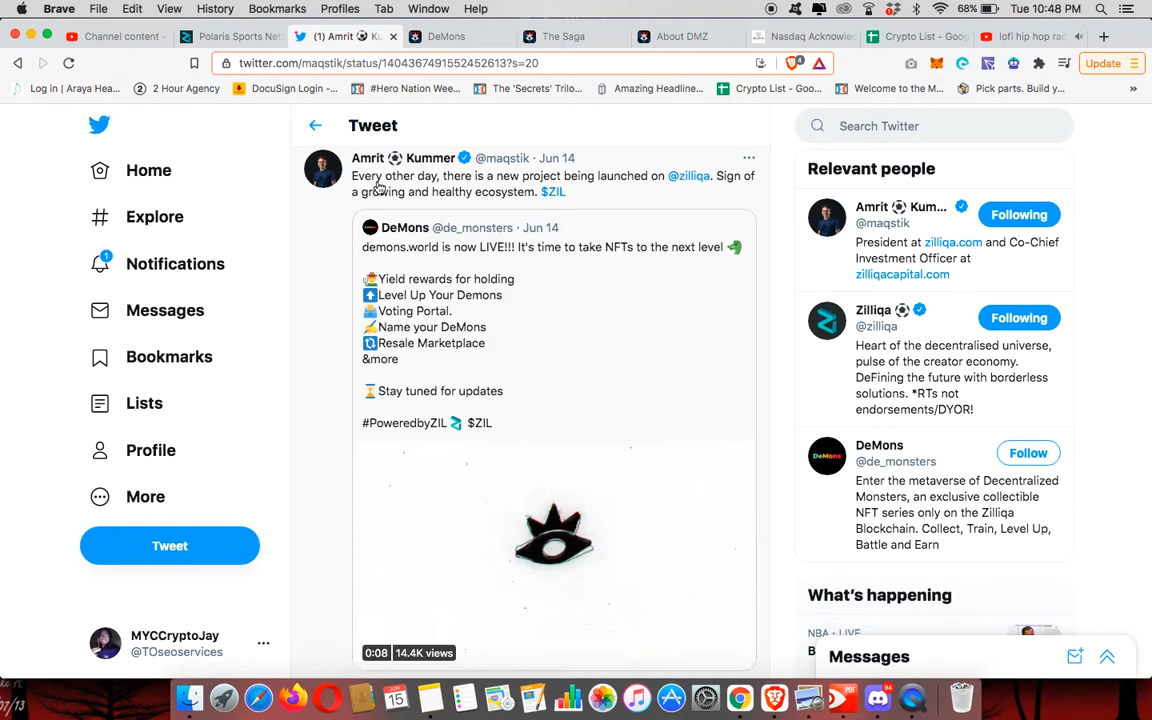 Brave File Edit View History Bookmarks Profiles Tab Window Help 68% Tue 10:48 PM
Channel content - Polaris Sports Net (1) Amrit ⚽ Ku DeMons The Saga About DMZ Nasdaq Acknowle Crypto List - Goog lofi hip hop rad
twitter.com/maqstik/status/1404367491552452613?s=20 Update
Log in | Araya Hea... 2 Hour Agency DocuSign Login -... #Hero Nation Wee... The 'Secrets' Trilo... Amazing Headline... Crypto List - Goo... Welcome to the M... Pick parts. Build y... »
Home
Explore
1
Notifications
Messages
Bookmarks
Lists
Profile
More
Tweet
MYCCryptoJay
@TOseoservices
Tweet
Amrit ⚽ Kummer @maqstik · Jun 14
Every other day, there is a new project being launched on @zilliqa. Sign of
a growing and healthy ecosystem. $ZIL
DeMons @de_monsters · Jun 14
demons.world is now LIVE!!! It's time to take NFTs to the next level 🐲
Yield rewards for holding
Level Up Your Demons
Voting Portal.
Name your DeMons
Resale Marketplace
&more
⏳Stay tuned for updates
#PoweredbyZIL $ZIL
0:08 14.4K views
Search Twitter
Relevant people
Amrit ⚽ Kum...
@maqstik
Following
President at zilliqa.com and Co-Chief
Investment Officer at
zilliqacapital.com
Zilliqa ⚽
@zilliqa
Following
Heart of the decentralised universe,
pulse of the creator economy.
DeFining the future with borderless
solutions. *RTs not
endorsements/DYOR!
DeMons
DeMons
@de_monsters
Follow
Enter the metaverse of Decentralized
Monsters, an exclusive collectible
NFT series only on the Zilliqa
Blockchain. Collect, Train, Level Up,
Battle and Earn
What's happening
NBA · LIVE
Messages
07/13
JUN
15
PDF
94